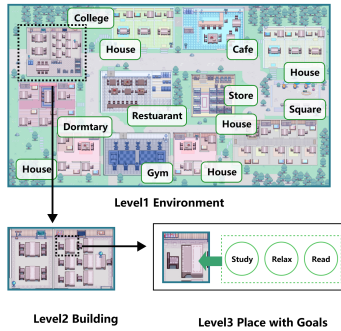 College
House
Cafe
House
Store
Restuarant
House
Square
Dormtary
House
Gym
House
Level1 Environment
Study
Relax
Read
Level2 Building
Level3 Place with Goals